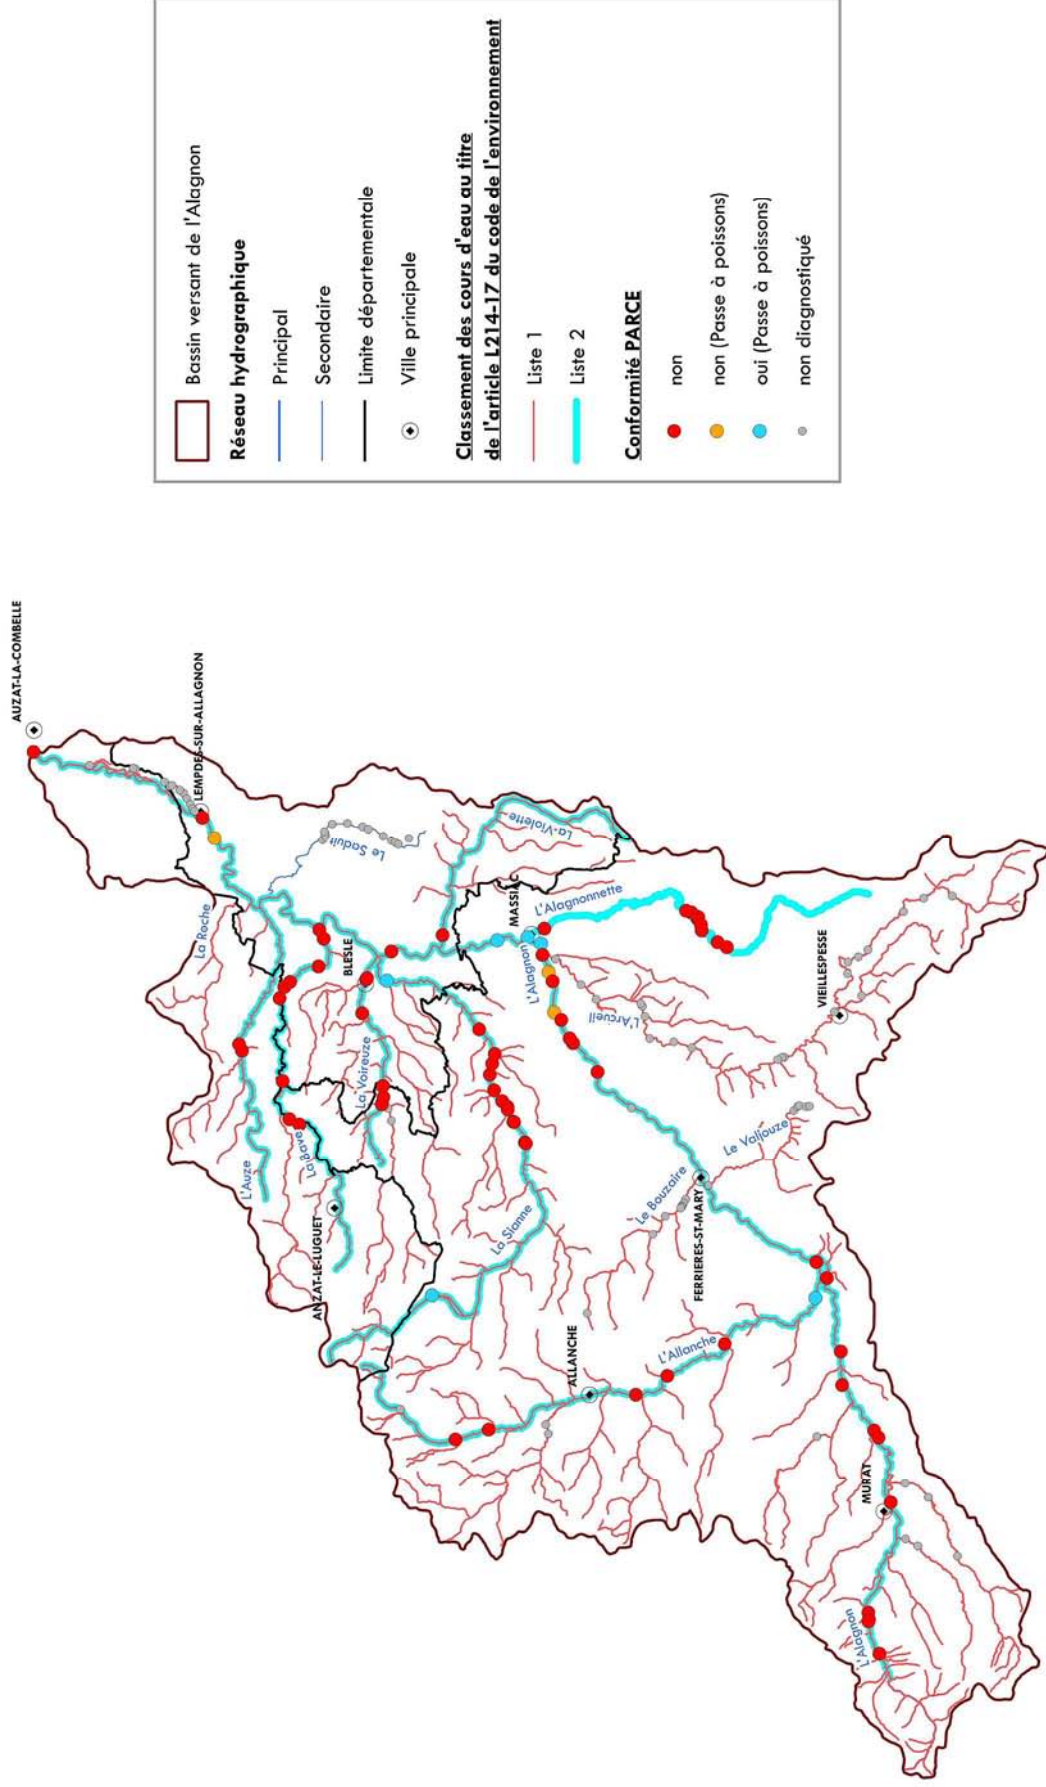 Bassin versant de l'Alagnon
Réseau hydrographique
Principal
Secondaire
Limite départementale
Ville principale
Classement des cours d'eau au titre
de l'article L214-17 du code de l'environnement
Liste 1
Liste 2
Conformité PARCE
non
non (Passe à poissons)
oui (Passe à poissons)
non diagnostiqué
AUZAT-LA-COMBELLE
LEMPDES-SUR-ALLAGNON
La Roche
Le Saduit
L'Auze
La Bave
ANZAT-LE-LUGUET
BLESLE
La Voireuze
La Violette
La Sianne
MASSIAC
L'Alagnonnette
L'Alagnon
L'Arcueil
VIEILLESPESSE
ALLANCHE
L'Allanche
Le Bouzaire
Le Valjouze
FERRIERES-ST-MARY
MURAT
L'Alagnon